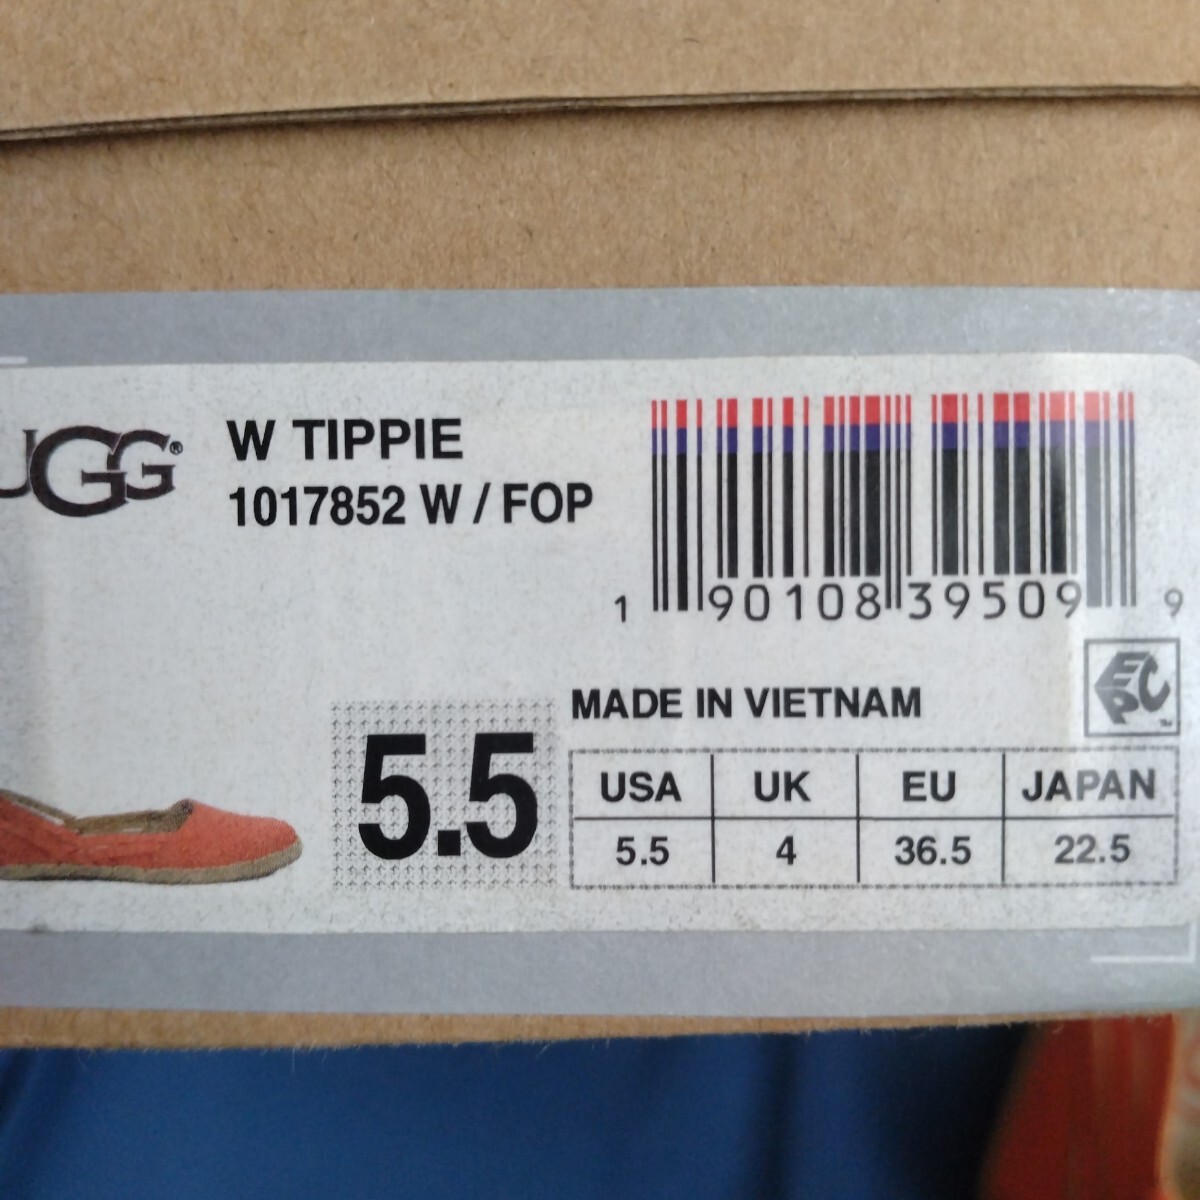 UGG®
W TIPPIE
1017852 W / FOP
1 90108 39509 9
EPC™
MADE IN VIETNAM
5.5
USA UK EU JAPAN
5.5 4 36.5 22.5